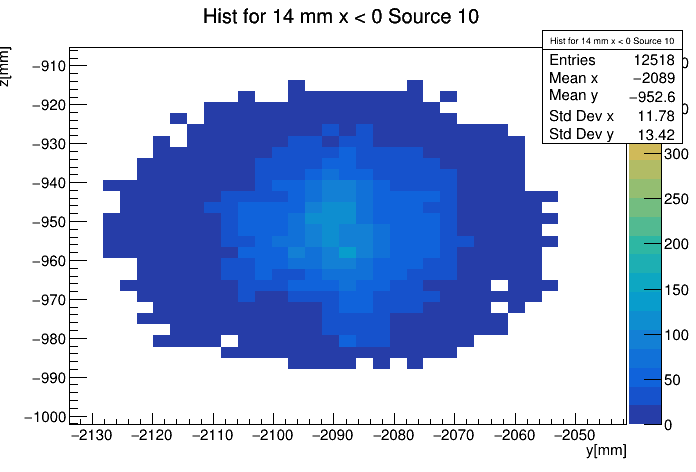 Hist for 14 mm x < 0 Source 10
z[mm]
Hist for 14 mm x < 0 Source 10
Entries 12518
Mean x −2089
Mean y −952.6
Std Dev x 11.78
Std Dev y 13.42
−910
−920
−930
−940
−950
−960
−970
−980
−990
−1000
300
250
200
150
100
50
0
−2130 −2120 −2110 −2100 −2090 −2080 −2070 −2060 −2050
y[mm]